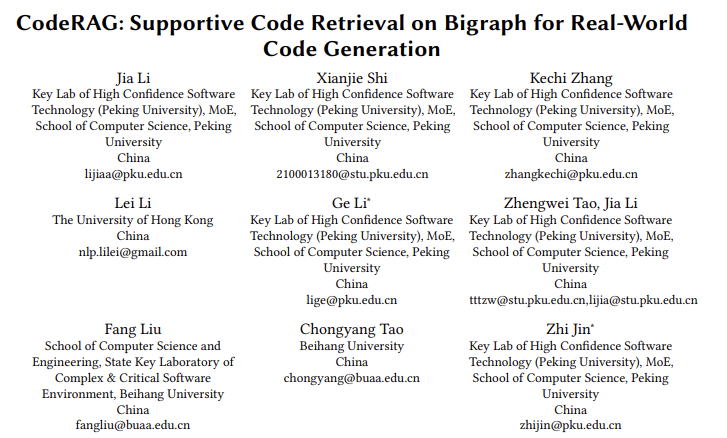 CodeRAG: Supportive Code Retrieval on Bigraph for Real-World
Code Generation
Jia Li
Key Lab of High Confidence Software
Technology (Peking University), MoE,
School of Computer Science, Peking
University
China
lijiaa@pku.edu.cn
Xianjie Shi
Key Lab of High Confidence Software
Technology (Peking University), MoE,
School of Computer Science, Peking
University
China
2100013180@stu.pku.edu.cn
Kechi Zhang
Key Lab of High Confidence Software
Technology (Peking University), MoE,
School of Computer Science, Peking
University
China
zhangkechi@pku.edu.cn
Lei Li
The University of Hong Kong
China
nlp.lilei@gmail.com
Ge Li*
Key Lab of High Confidence Software
Technology (Peking University), MoE,
School of Computer Science, Peking
University
China
lige@pku.edu.cn
Zhengwei Tao, Jia Li
Key Lab of High Confidence Software
Technology (Peking University), MoE,
School of Computer Science, Peking
University
China
tttzw@stu.pku.edu.cn,lijia@stu.pku.edu.cn
Fang Liu
School of Computer Science and
Engineering, State Key Laboratory of
Complex & Critical Software
Environment, Beihang University
China
fangliu@buaa.edu.cn
Chongyang Tao
Beihang University
China
chongyang@buaa.edu.cn
Zhi Jin*
Key Lab of High Confidence Software
Technology (Peking University), MoE,
School of Computer Science, Peking
University
China
zhijin@pku.edu.cn